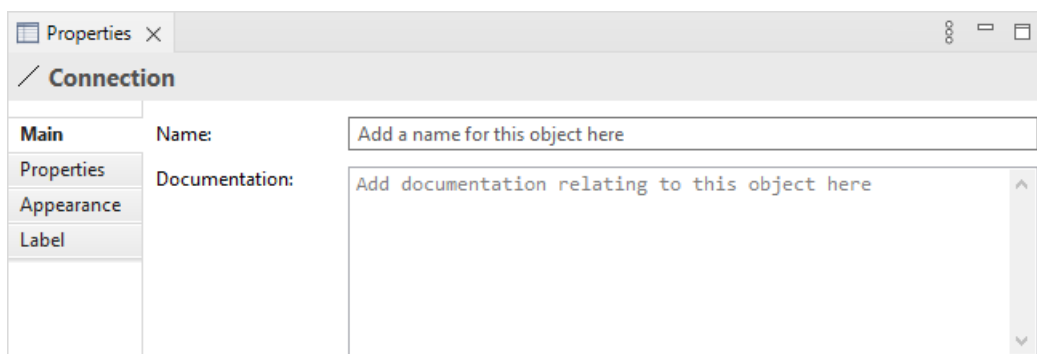 Properties
Connection
Main
Name:
Add a name for this object here
Properties
Documentation:
Add documentation relating to this object here
Appearance
Label